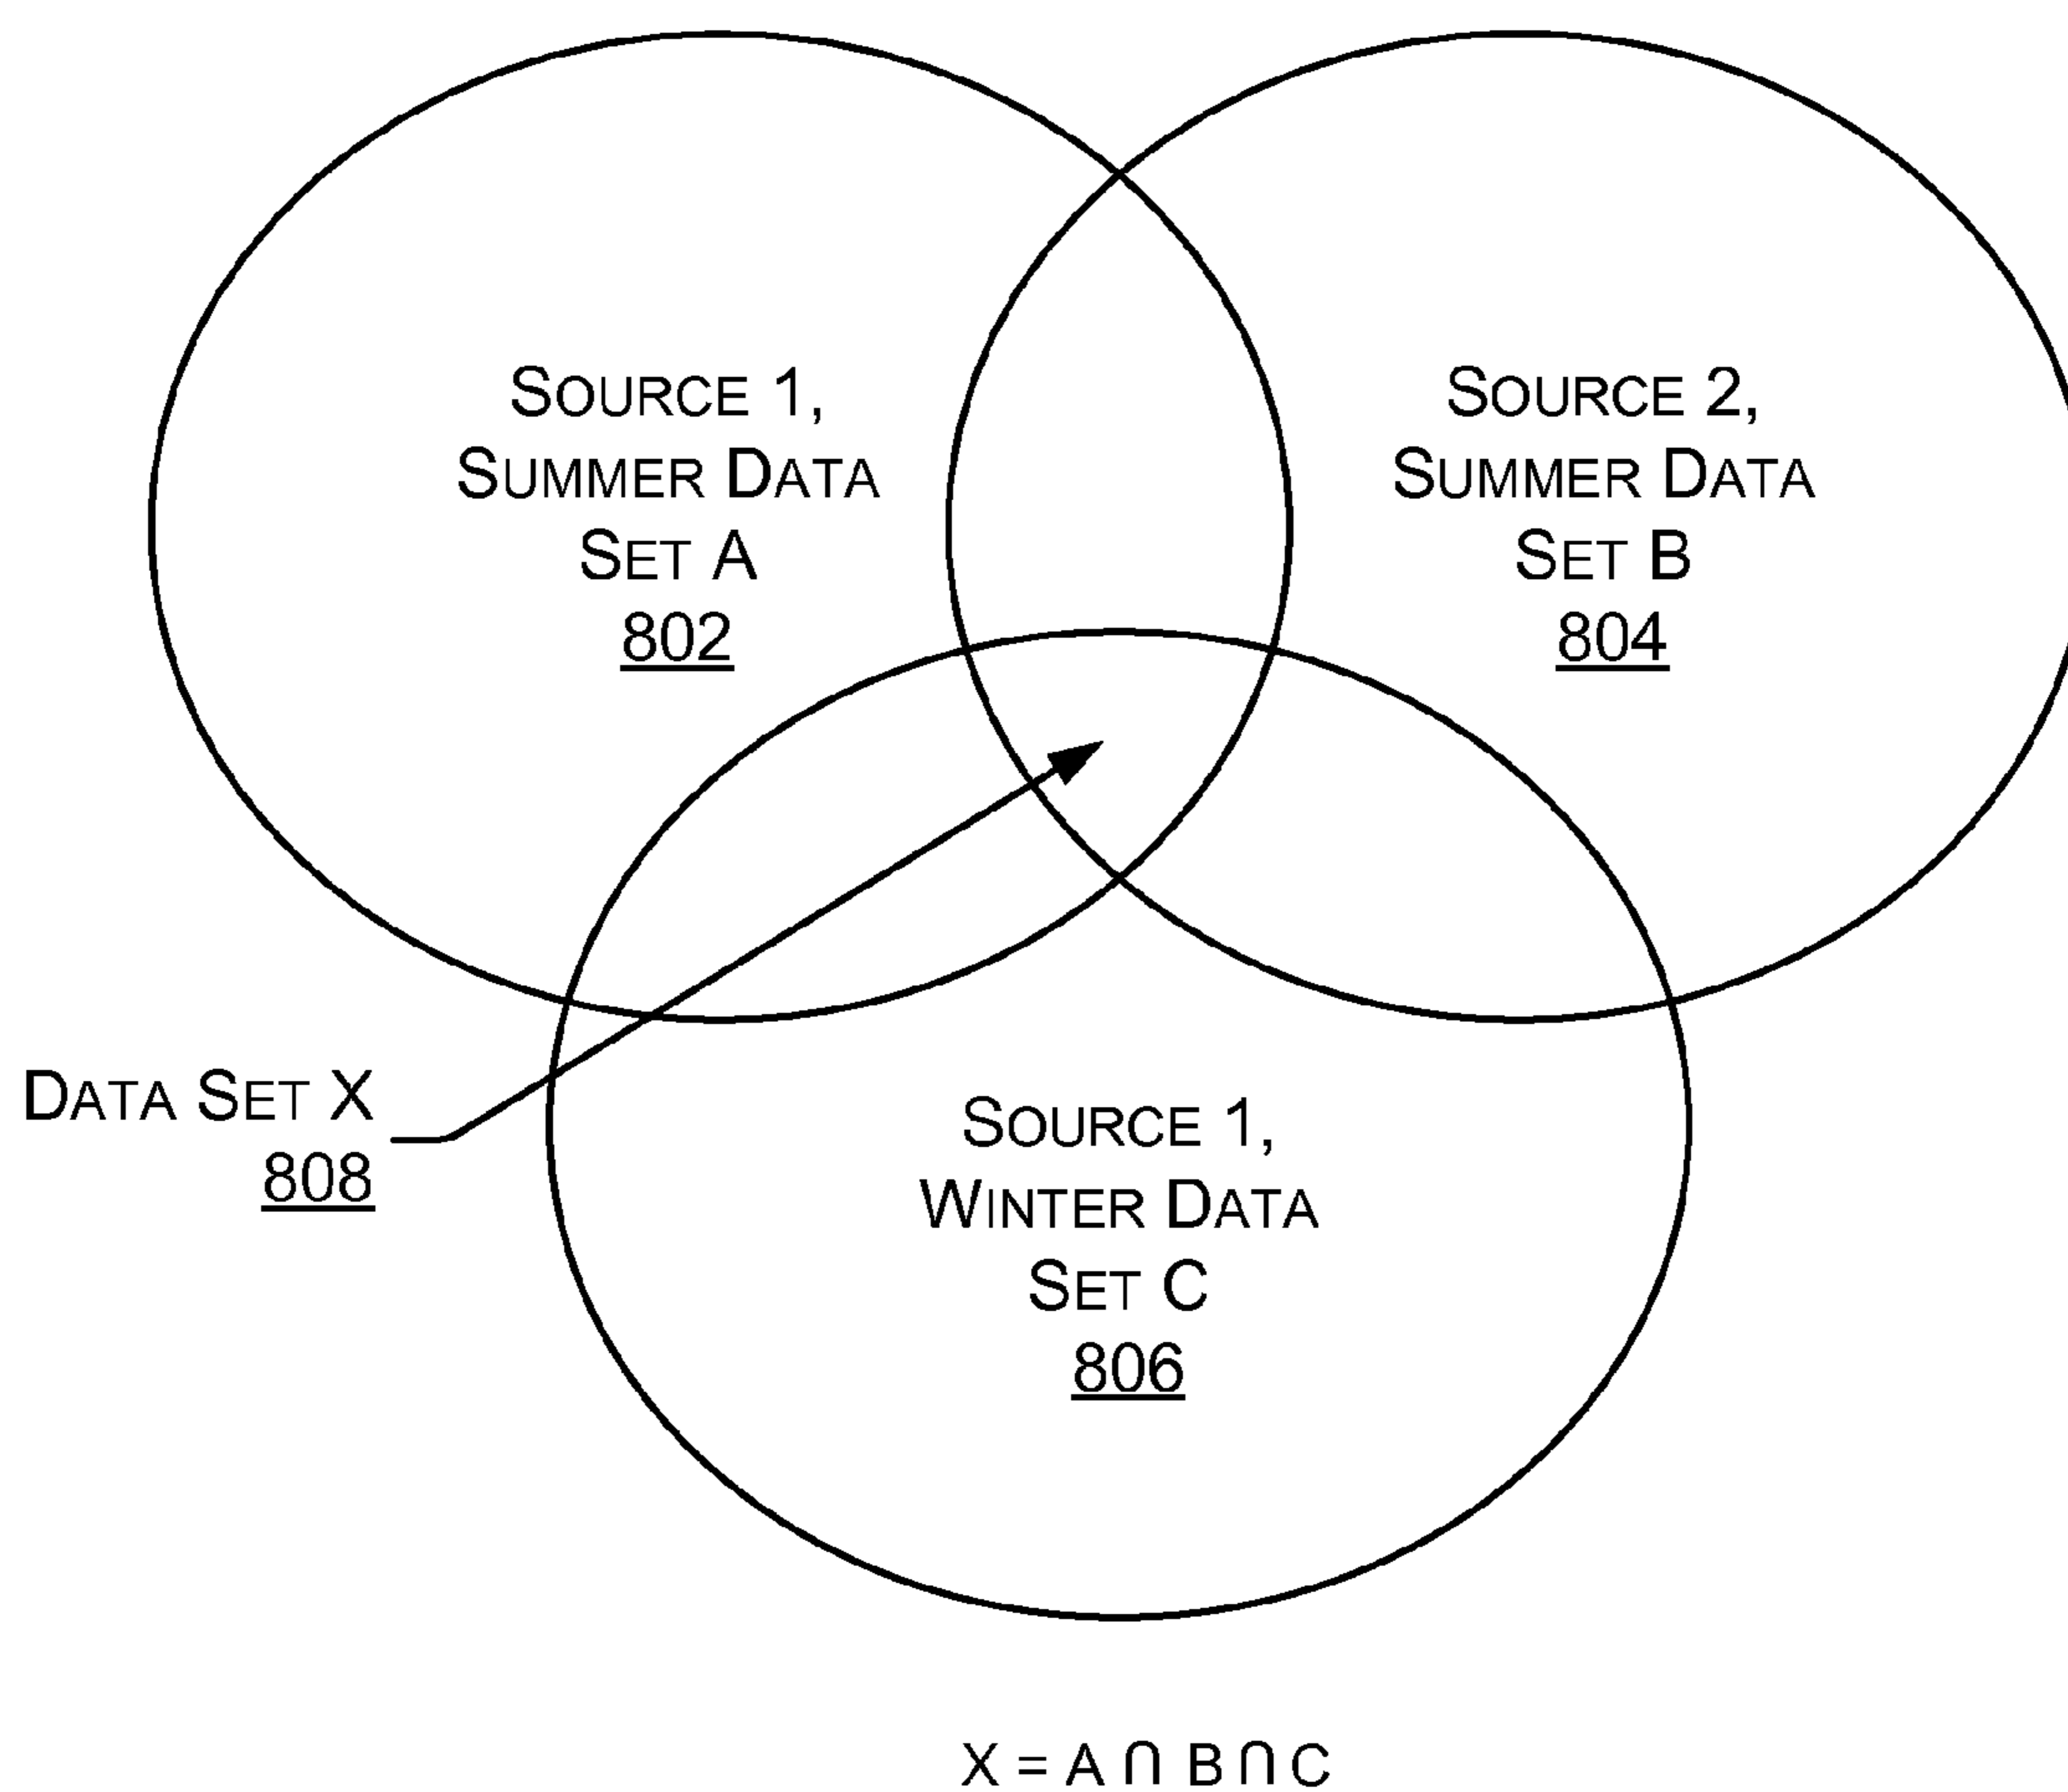 SOURCE 1,
SUMMER DATA
SET A
802
SOURCE 2,
SUMMER DATA
SET B
804
DATA SET X
808
SOURCE 1,
WINTER DATA
SET C
806
X = A ∩ B ∩ C